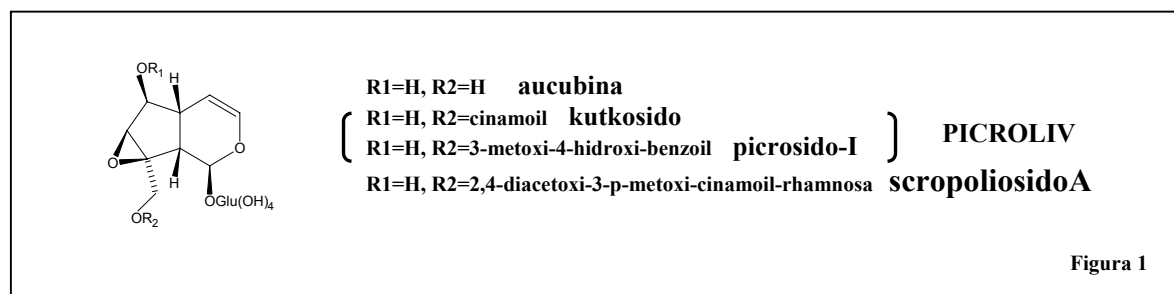 OR1
H
R1=H, R2=H aucubina
R1=H, R2=cinamoil kutkosido
PICROLIV
R1=H, R2=3-metoxi-4-hidroxi-benzoil picrosido-I
O
O
H
R1=H, R2=2,4-diacetoxi-3-p-metoxi-cinamoil-rhamnosa scropoliosidoA
OR2
OGlu(OH)4
Figura 1